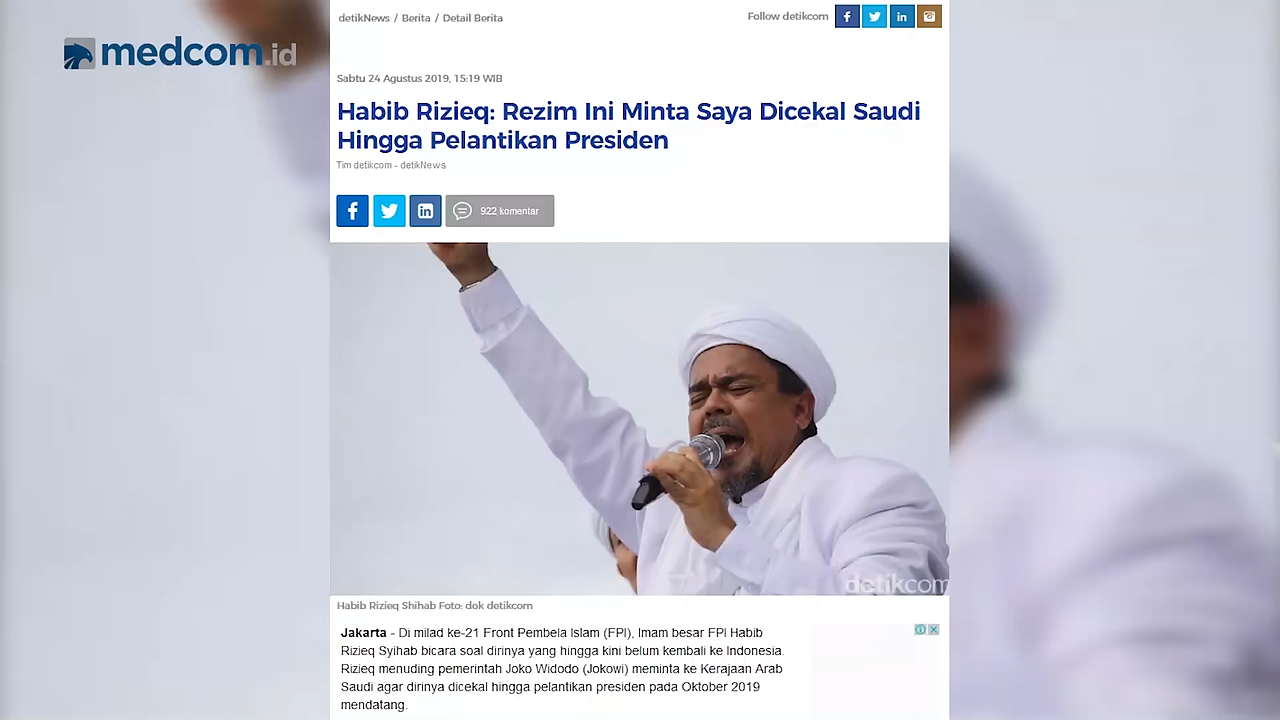 detikNews / Berita / Detail Berita
Follow detikcom
medcom.id
Sabtu 24 Agustus 2019, 15:19 WIB
Habib Rizieq: Rezim Ini Minta Saya Dicekal Saudi
Hingga Pelantikan Presiden
Tim detikcom - detikNews
922 komentar
detikcom
Habib Rizieq Shihab Foto: dok detikcom
Jakarta - Di milad ke-21 Front Pembela Islam (FPI), Imam besar FPI Habib
Rizieq Syihab bicara soal dirinya yang hingga kini belum kembali ke Indonesia.
Rizieq menuding pemerintah Joko Widodo (Jokowi) meminta ke Kerajaan Arab
Saudi agar dirinya dicekal hingga pelantikan presiden pada Oktober 2019
mendatang.